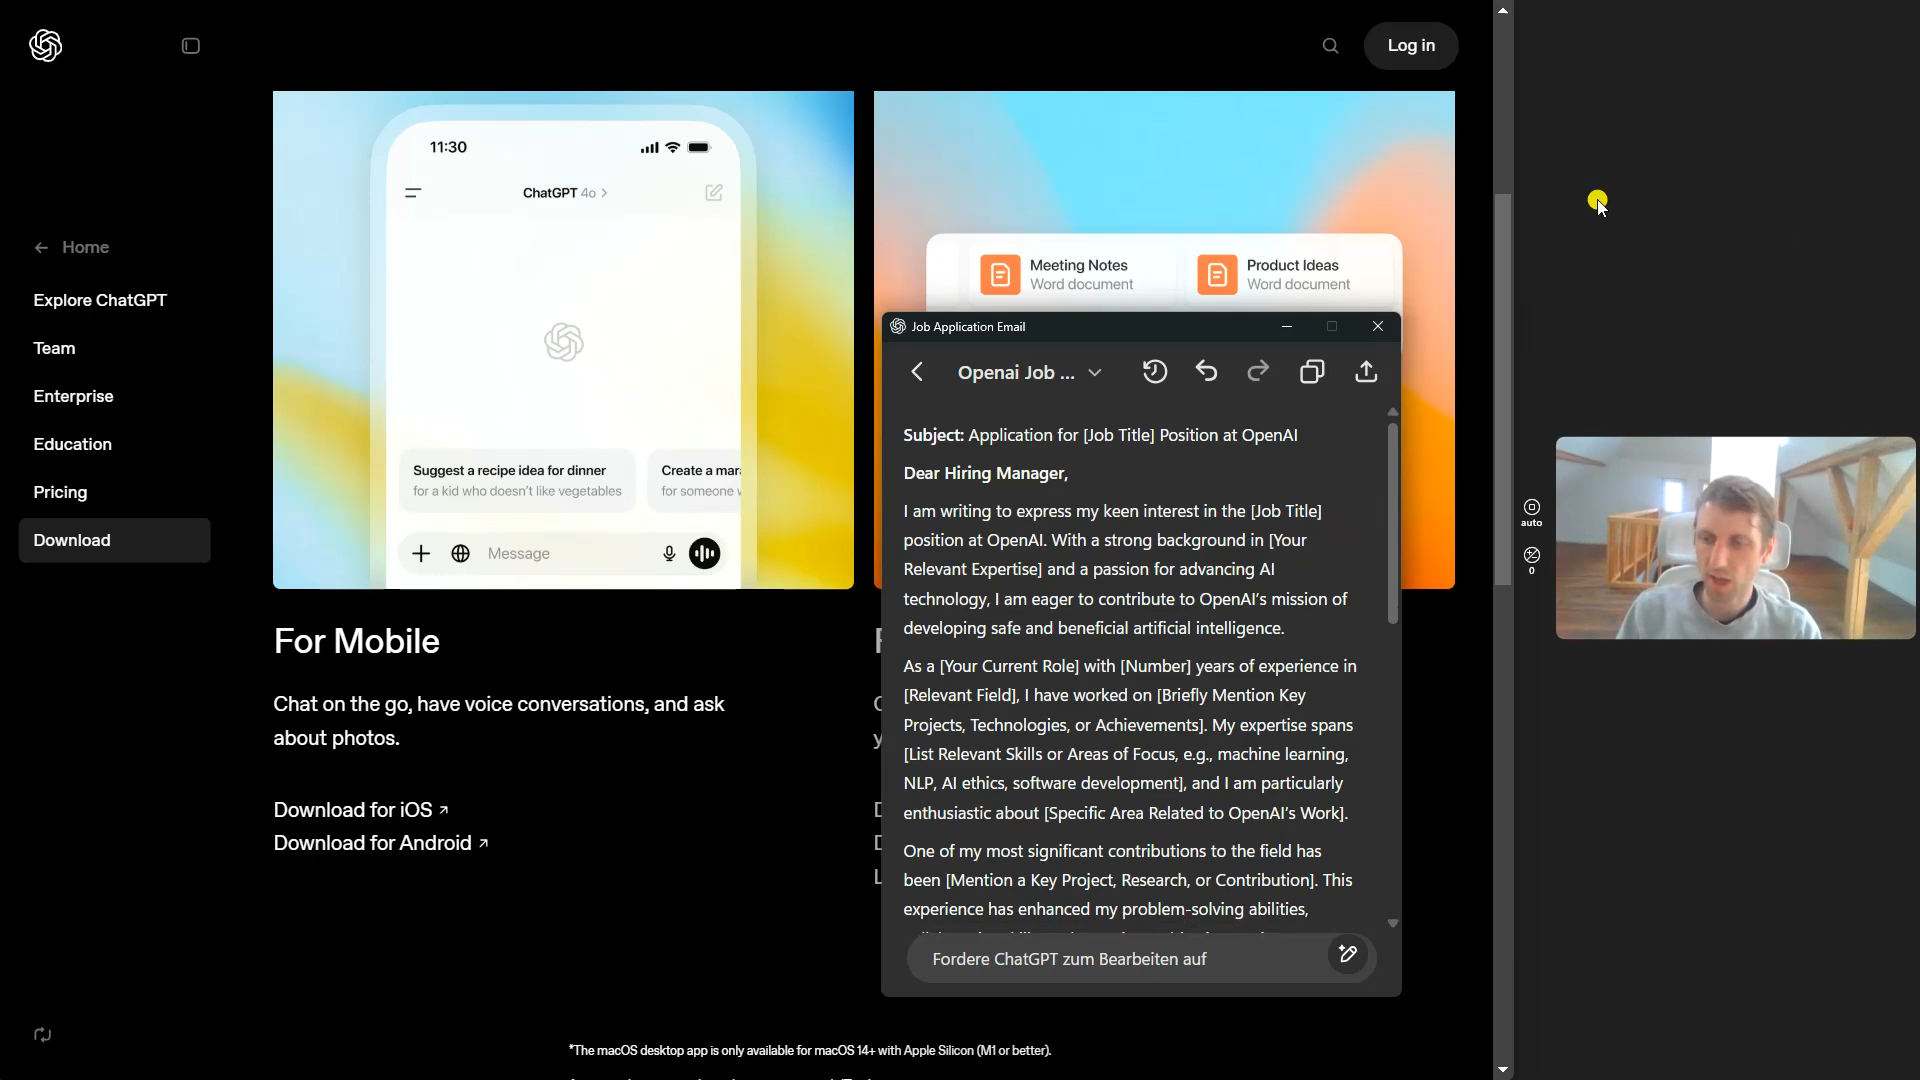 Log in
Home
Explore ChatGPT
Team
Enterprise
Education
Pricing
Download
11:30
ChatGPT 4o >
Suggest a recipe idea for dinner
for a kid who doesn't like vegetables
Create a mar
for someone
Message
For Mobile
Chat on the go, have voice conversations, and ask
about photos.
Download for iOS ↗
Download for Android ↗
Meeting Notes
Word document
Product Ideas
Word document
Job Application Email
Openai Job ...
Subject: Application for [Job Title] Position at OpenAI
Dear Hiring Manager,
I am writing to express my keen interest in the [Job Title]
position at OpenAI. With a strong background in [Your
Relevant Expertise] and a passion for advancing AI
technology, I am eager to contribute to OpenAI's mission of
developing safe and beneficial artificial intelligence.
As a [Your Current Role] with [Number] years of experience in
[Relevant Field], I have worked on [Briefly Mention Key
Projects, Technologies, or Achievements]. My expertise spans
[List Relevant Skills or Areas of Focus, e.g., machine learning,
NLP, AI ethics, software development], and I am particularly
enthusiastic about [Specific Area Related to OpenAI's Work].
One of my most significant contributions to the field has
been [Mention a Key Project, Research, or Contribution]. This
experience has enhanced my problem-solving abilities,
Fordere ChatGPT zum Bearbeiten auf
auto
0
*The macOS desktop app is only available for macOS 14+ with Apple Silicon (M1 or better).